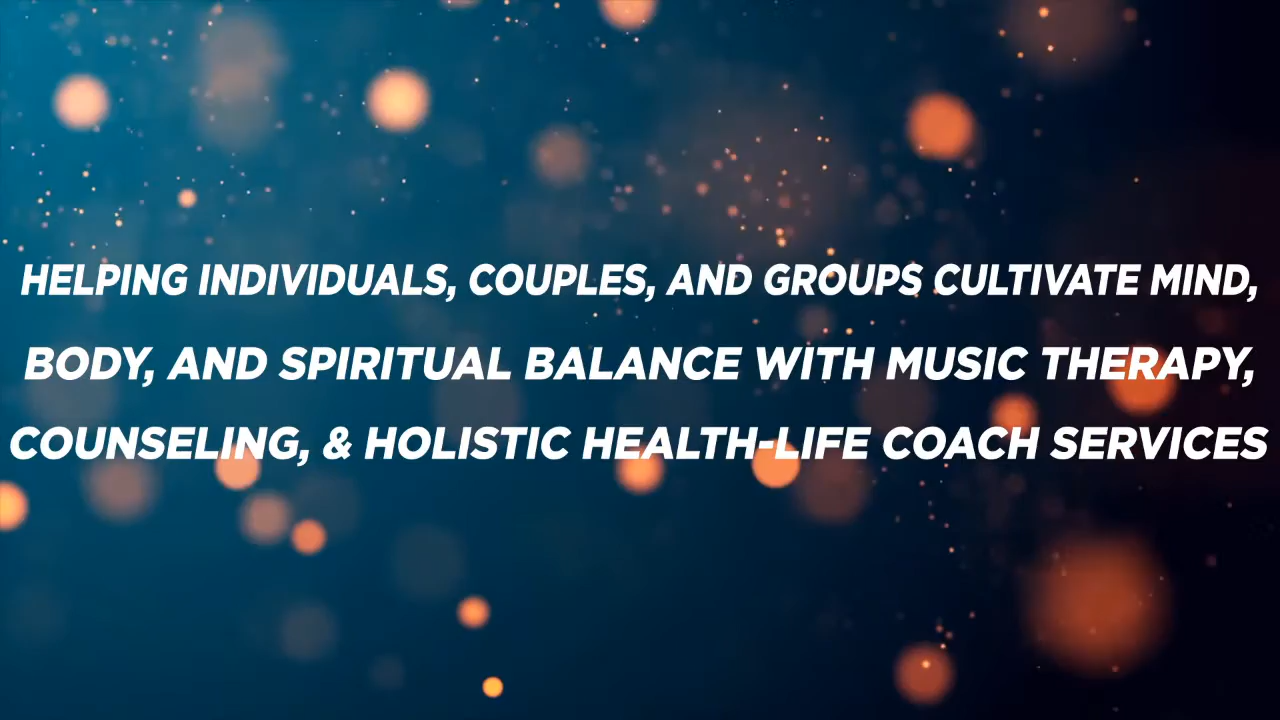 HELPING INDIVIDUALS, COUPLES, AND GROUPS CULTIVATE MIND,
BODY, AND SPIRITUAL BALANCE WITH MUSIC THERAPY,
COUNSELING, & HOLISTIC HEALTH-LIFE COACH SERVICES